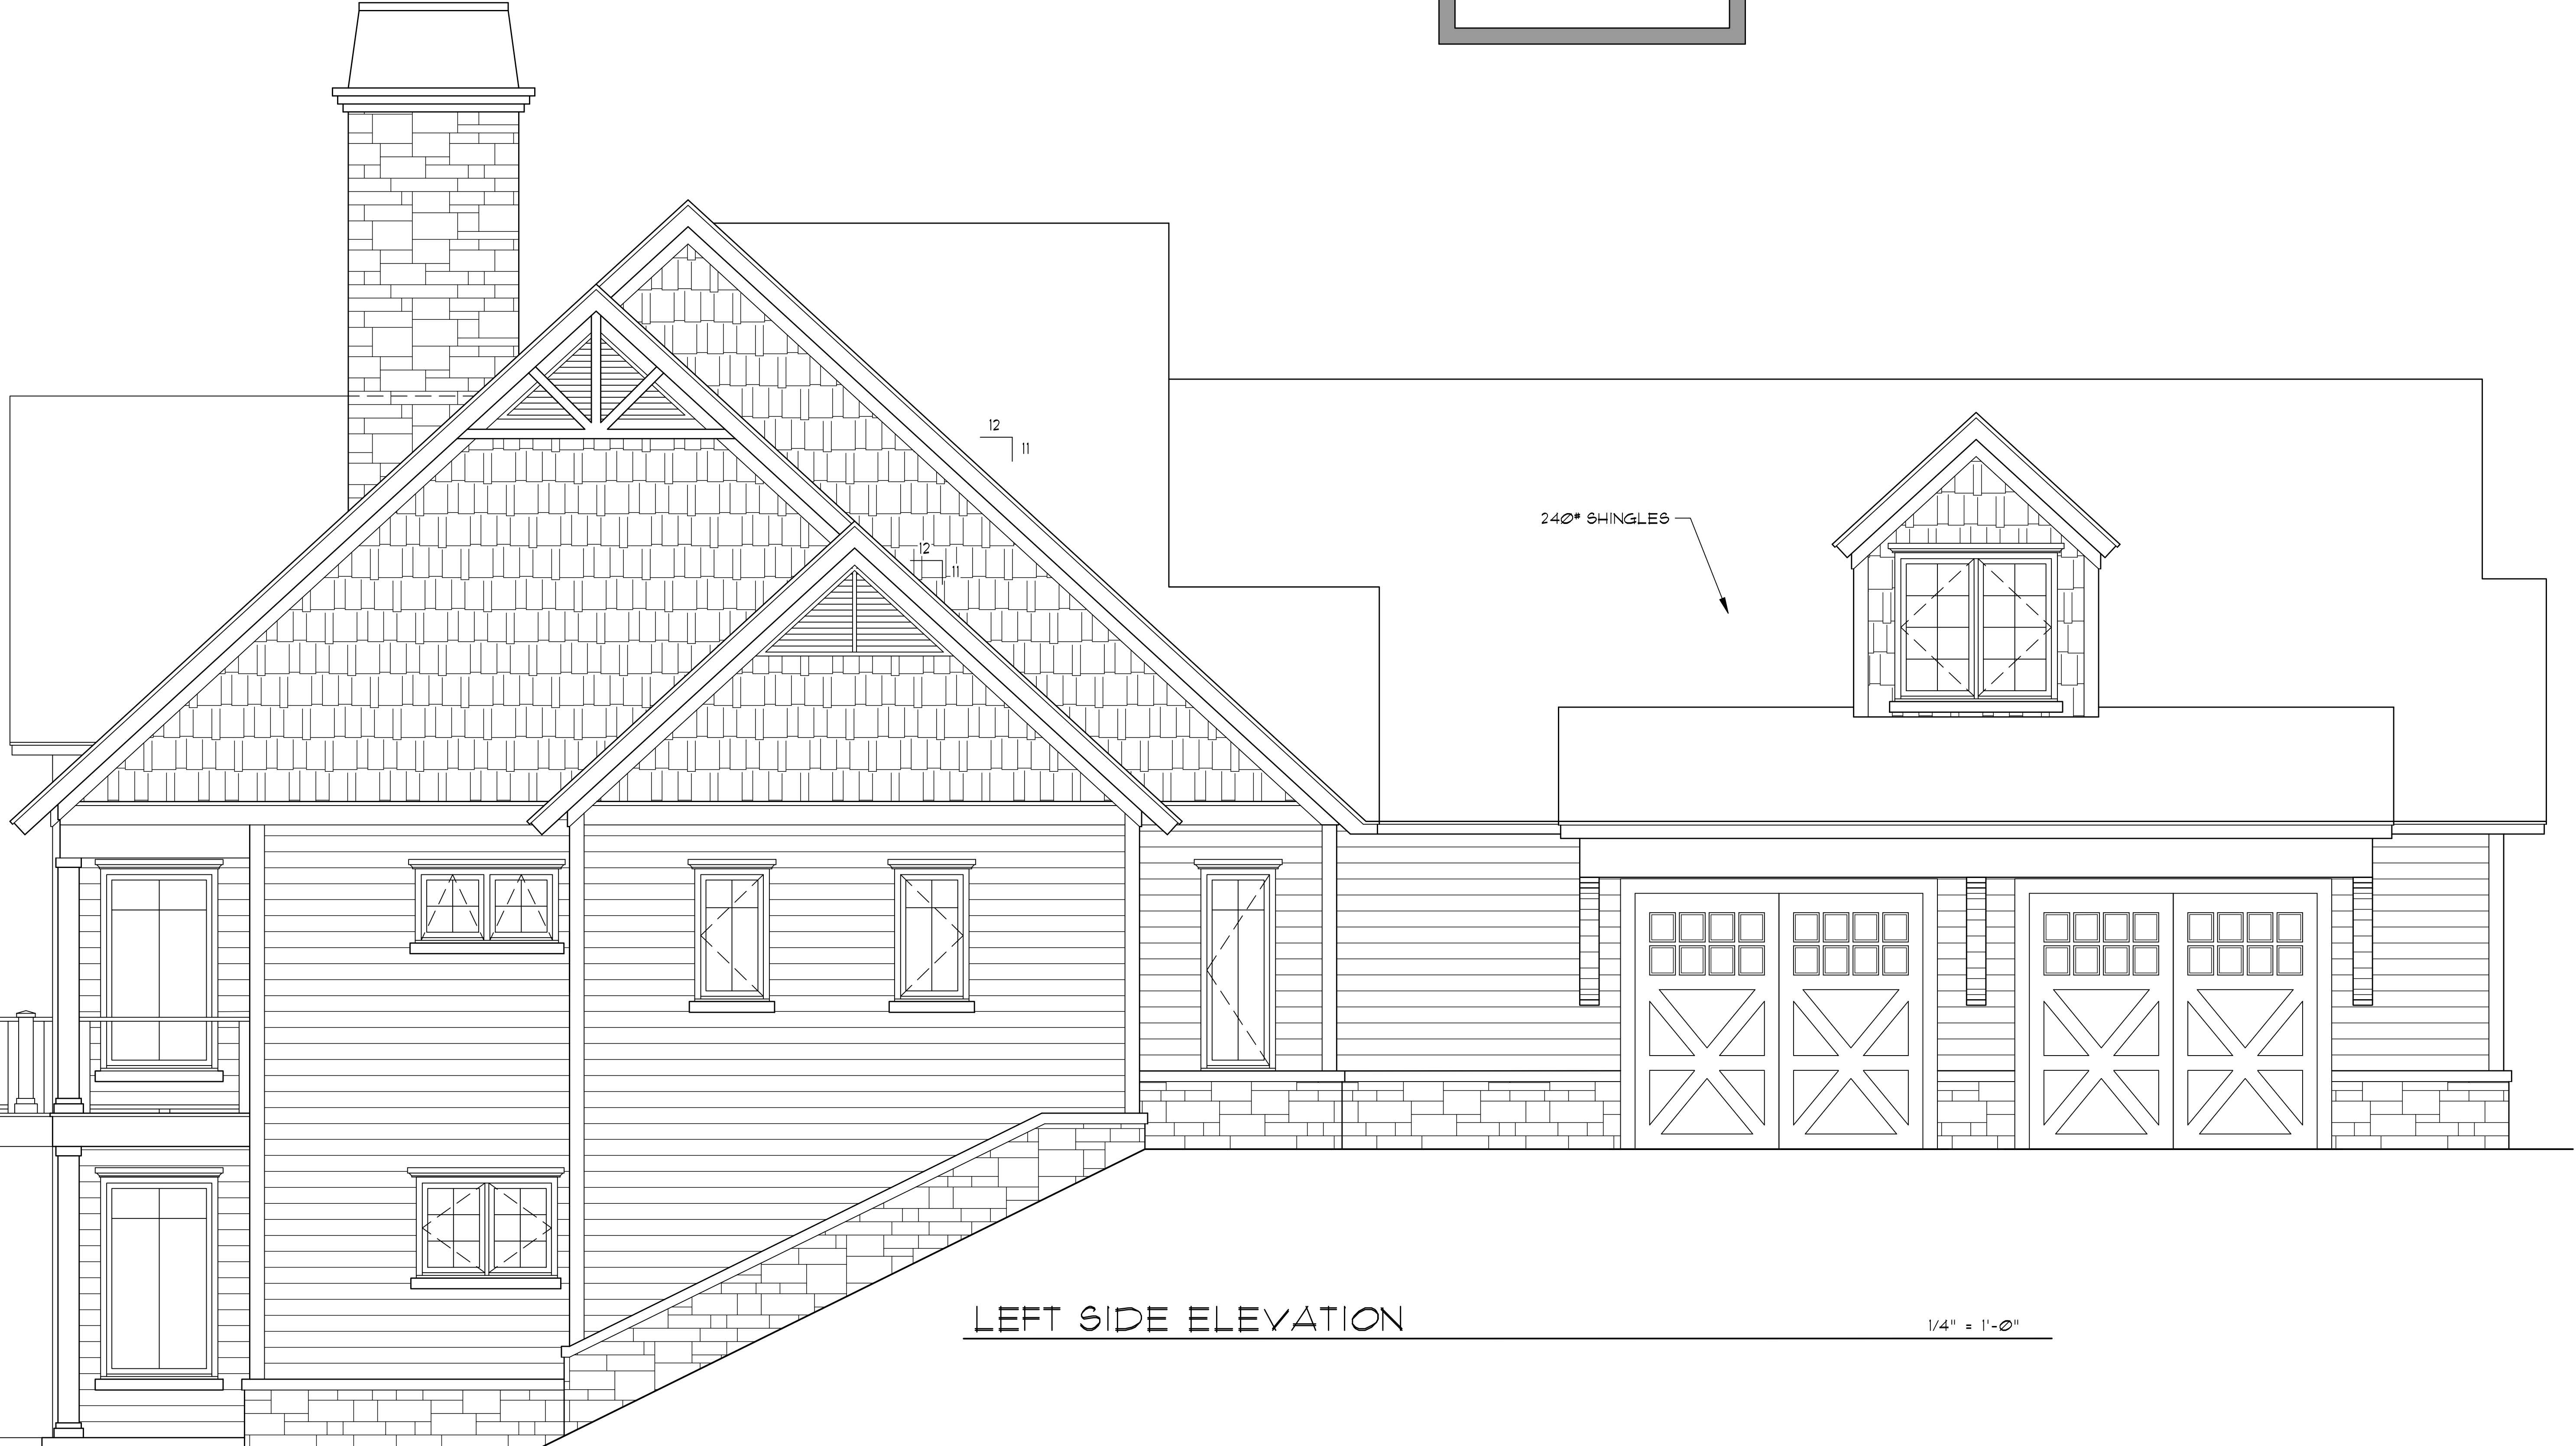 12
11
240# SHINGLES
12
11
LEFT SIDE ELEVATION
1/4" = 1'-0"